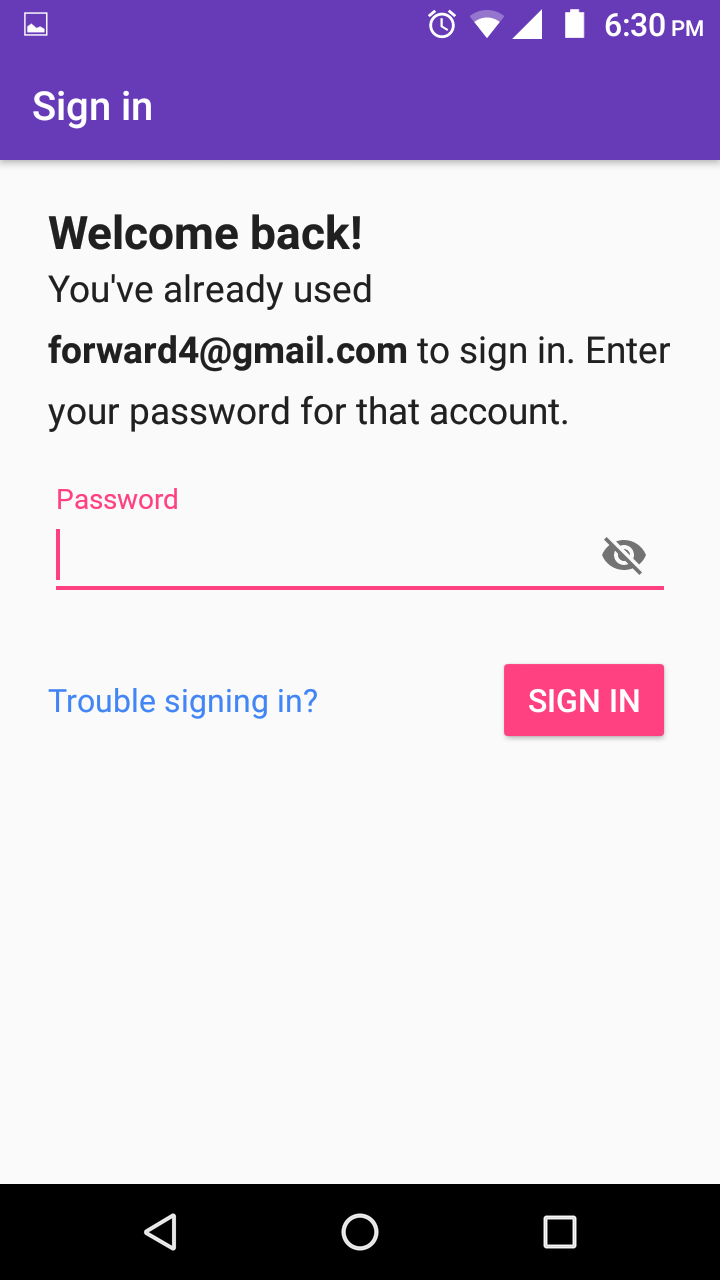 6:30 PM
Sign in
Welcome back!
You've already used
forward4@gmail.com to sign in. Enter
your password for that account.
Password
Trouble signing in?
SIGN IN